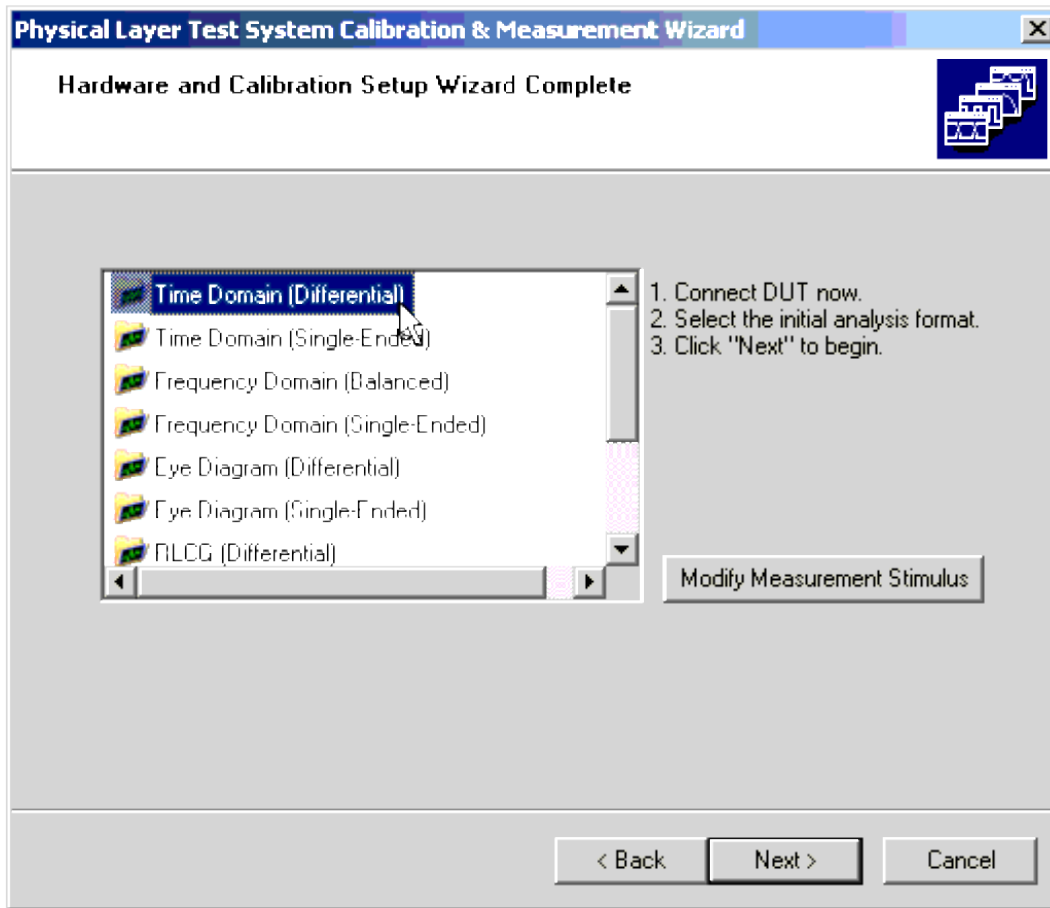 Physical Layer Test System Calibration & Measurement Wizard
Hardware and Calibration Setup Wizard Complete
Time Domain (Differential)
Time Domain (Single-Ended)
Frequency Domain (Balanced)
Frequency Domain (Single-Ended)
Eye Diagram (Differential)
Eye Diagram (Single-Ended)
RLCG (Differential)
1. Connect DUT now.
2. Select the initial analysis format.
3. Click "Next" to begin.
Modify Measurement Stimulus
< Back
Next >
Cancel